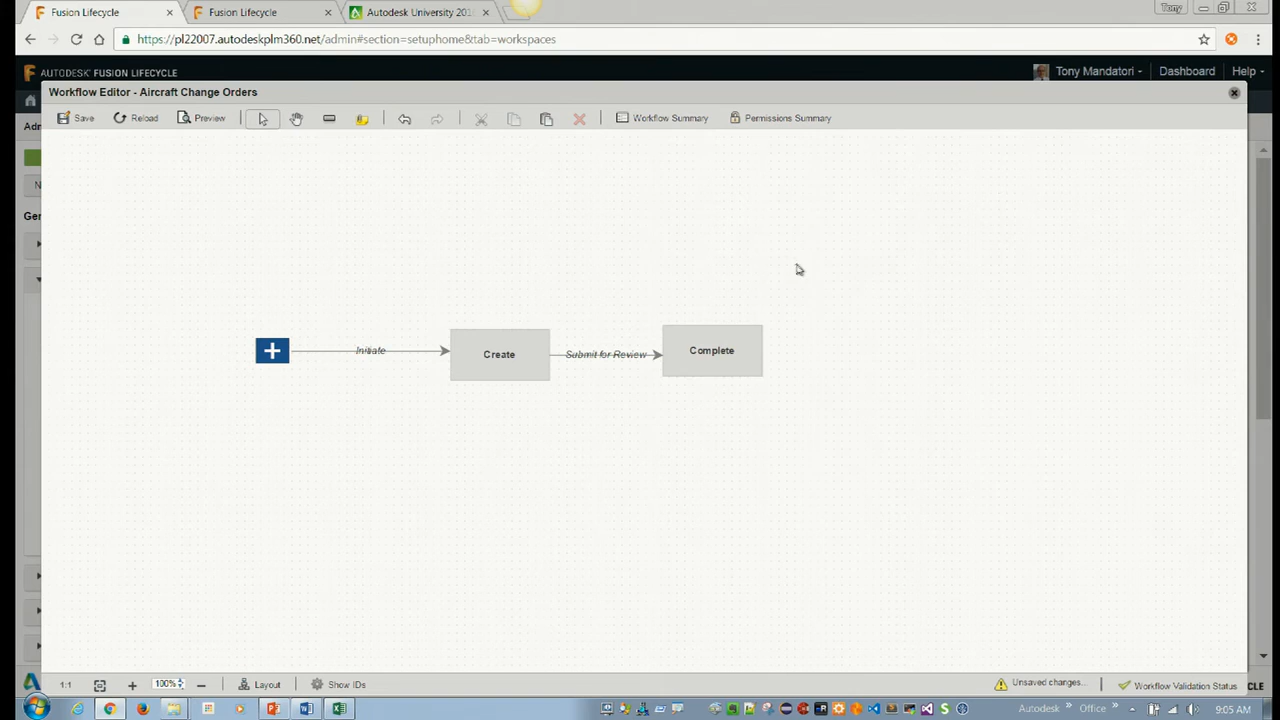 Fusion Lifecycle
Fusion Lifecycle
Autodesk University 201
Tony
https://pl22007.autodeskplm360.net/admin#section=setuphome&tab=workspaces
AUTODESK® FUSION LIFECYCLE
Tony Mandatori
Dashboard
Help
Workflow Editor - Aircraft Change Orders
Save
Reload
Preview
Workflow Summary
Permissions Summary
Adn
N
Ger
Initiate
Create
Submit for Review
Complete
1:1
100%
Layout
Show IDs
Unsaved changes...
Workflow Validation Status
CLE
Autodesk
Office
9:05 AM